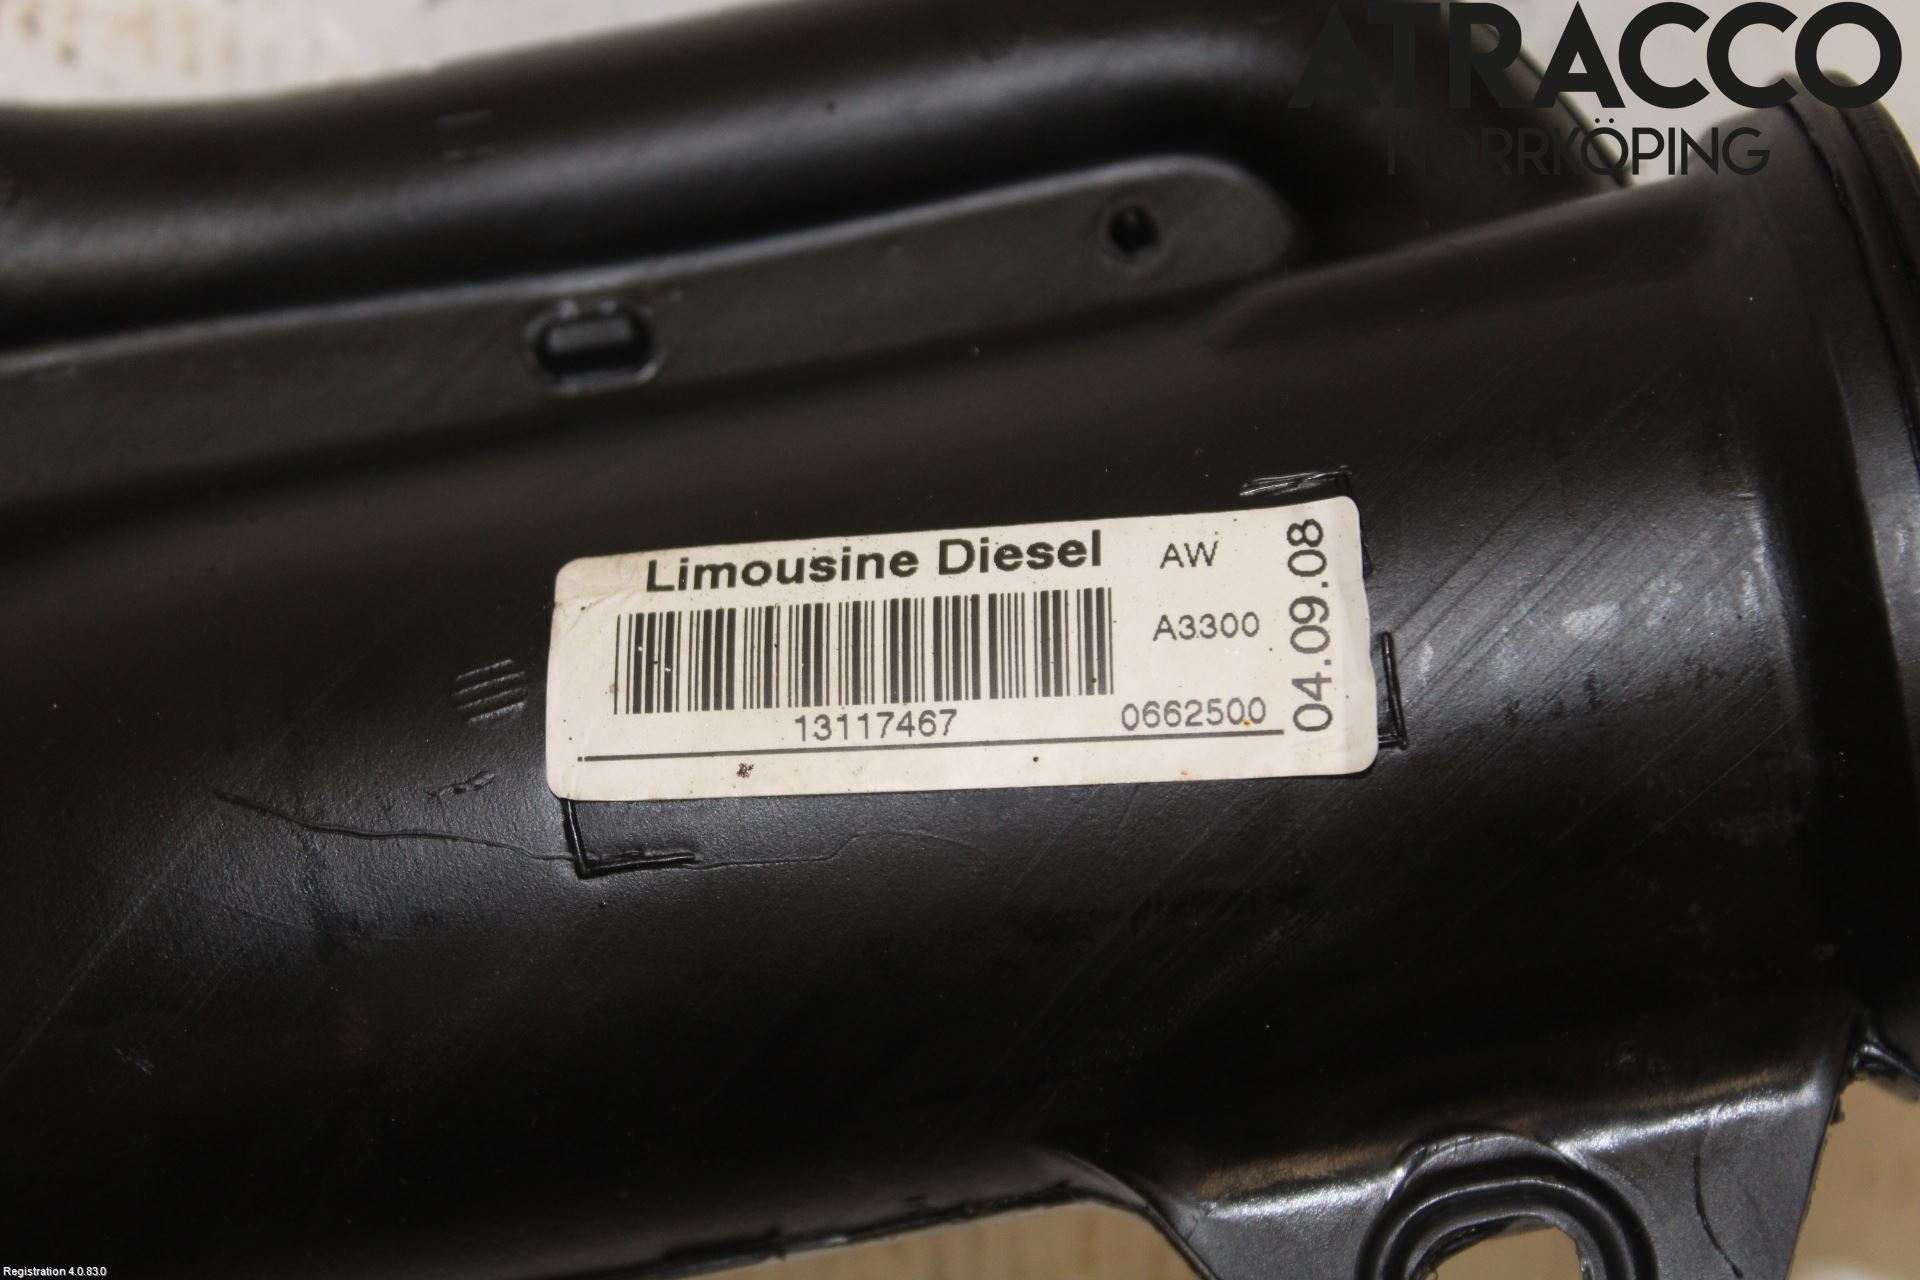 ATRACCO
NORRKÖPING
Limousine Diesel
AW
A3300
04.09.08
13117467
0662500
Registration 4.0.83.0